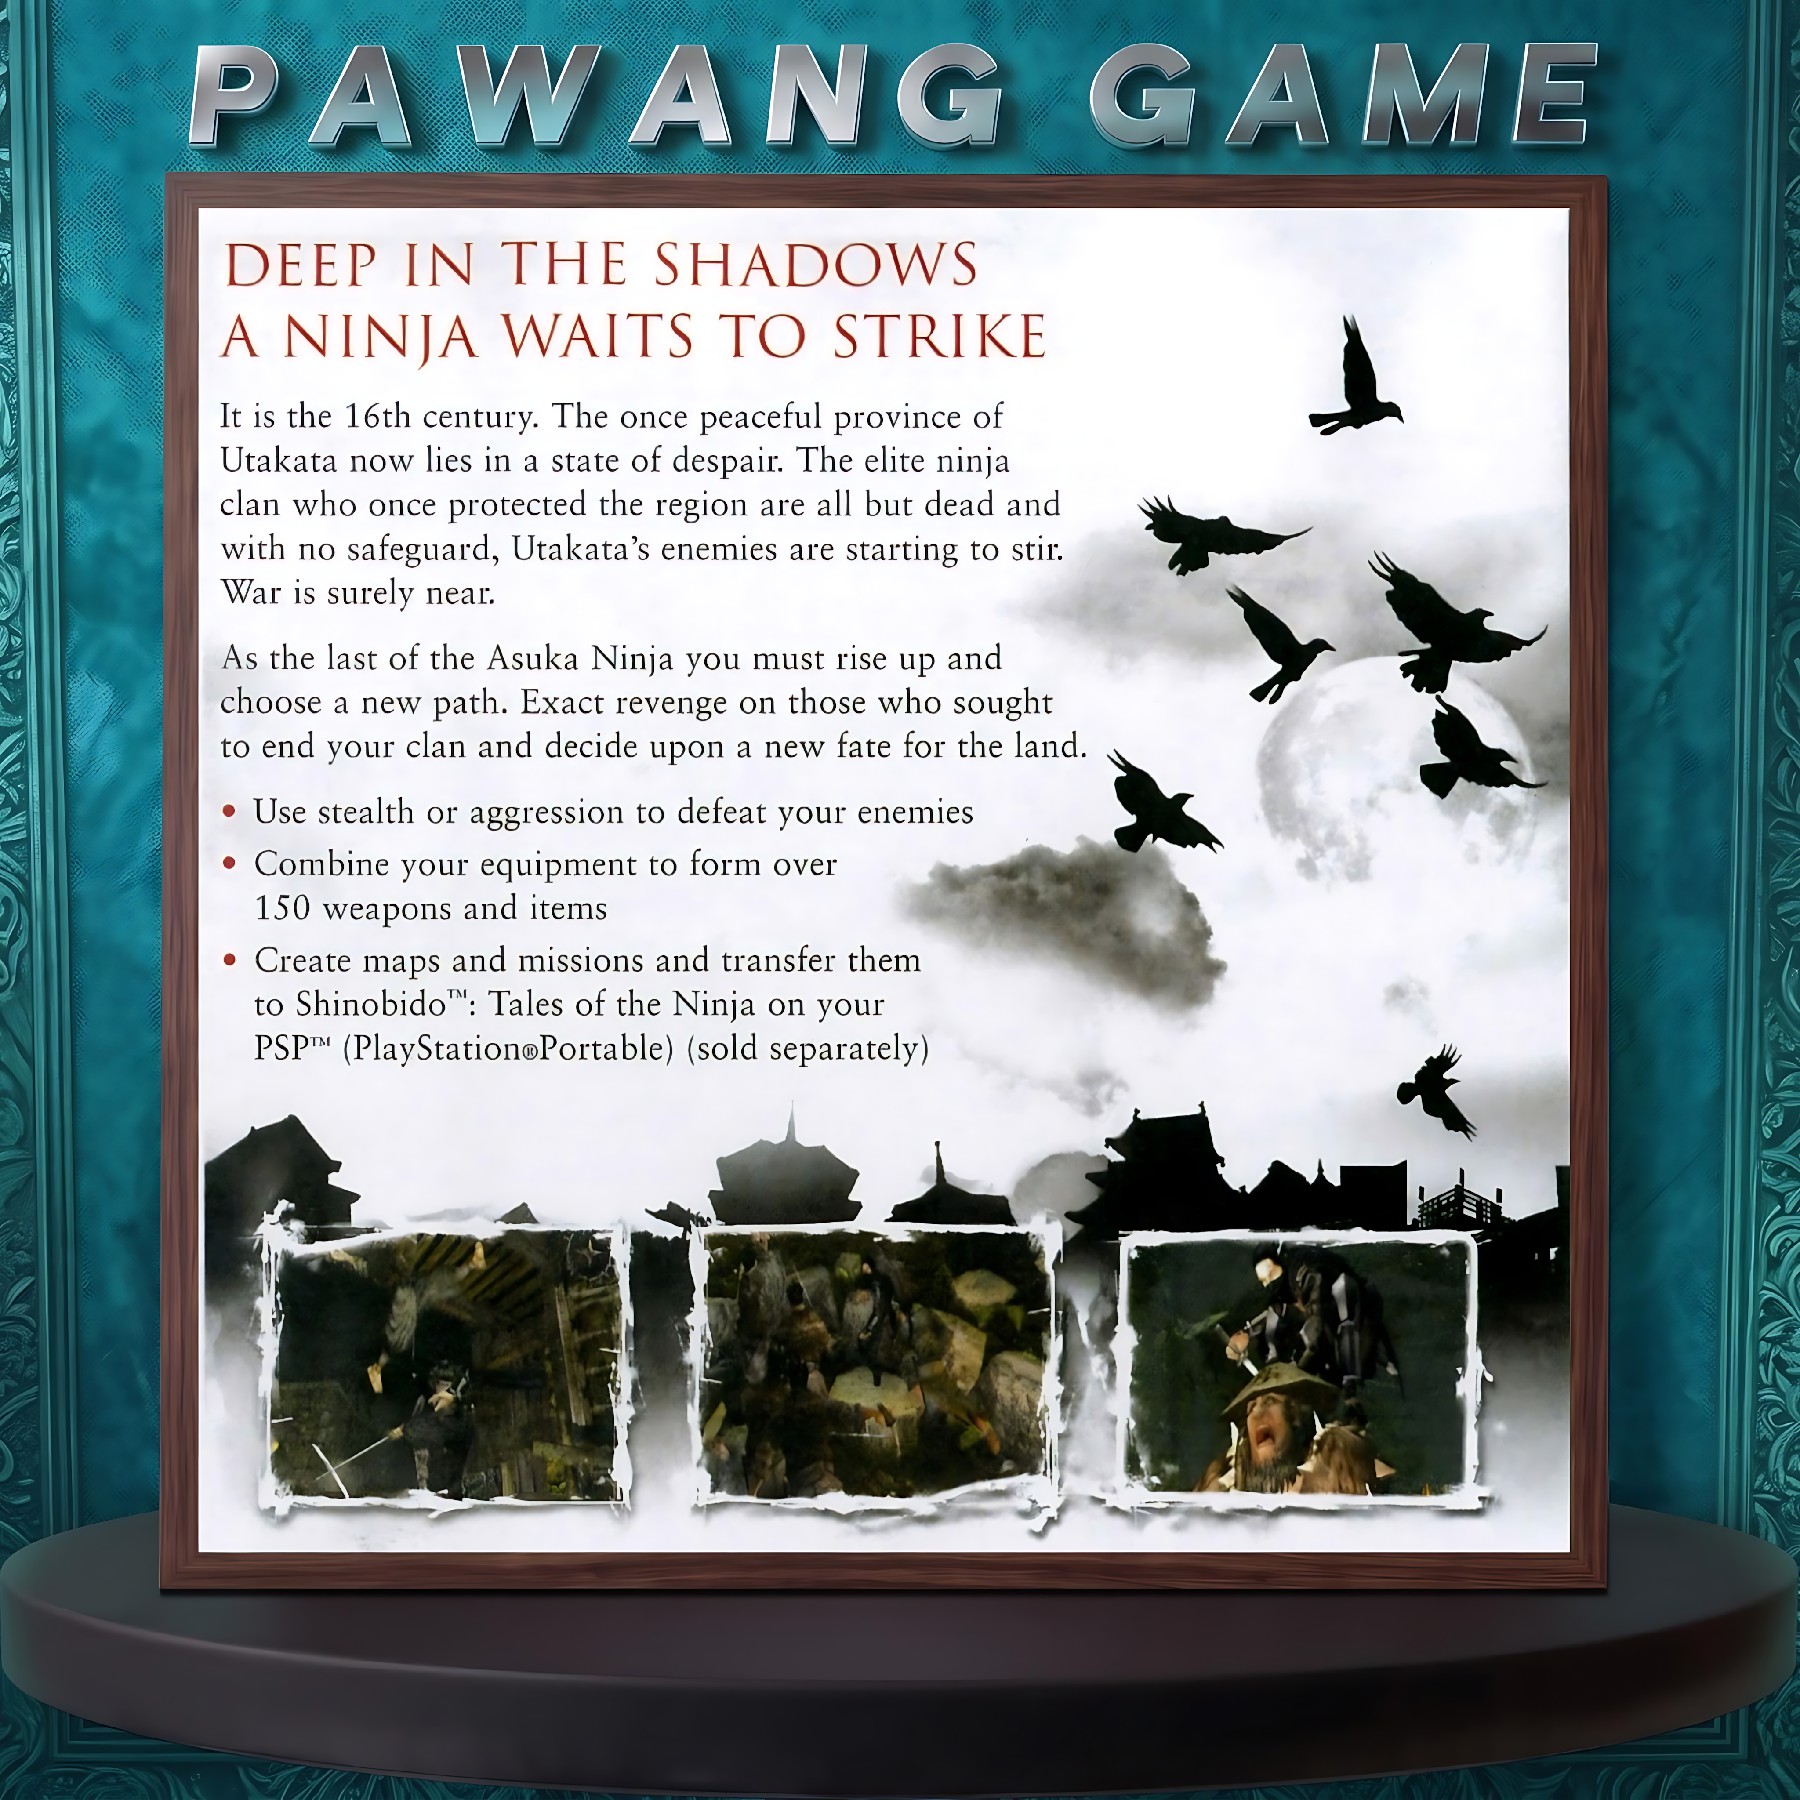 PAWANG GAME
DEEP IN THE SHADOWS
A NINJA WAITS TO STRIKE
It is the 16th century. The once peaceful province of
Utakata now lies in a state of despair. The elite ninja
clan who once protected the region are all but dead and
with no safeguard, Utakata's enemies are starting to stir.
War is surely near.
As the last of the Asuka Ninja you must rise up and
choose a new path. Exact revenge on those who sought
to end your clan and decide upon a new fate for the land.
• Use stealth or aggression to defeat your enemies
• Combine your equipment to form over
150 weapons and items
• Create maps and missions and transfer them
to Shinobido™: Tales of the Ninja on your
PSP™ (PlayStation®Portable) (sold separately)